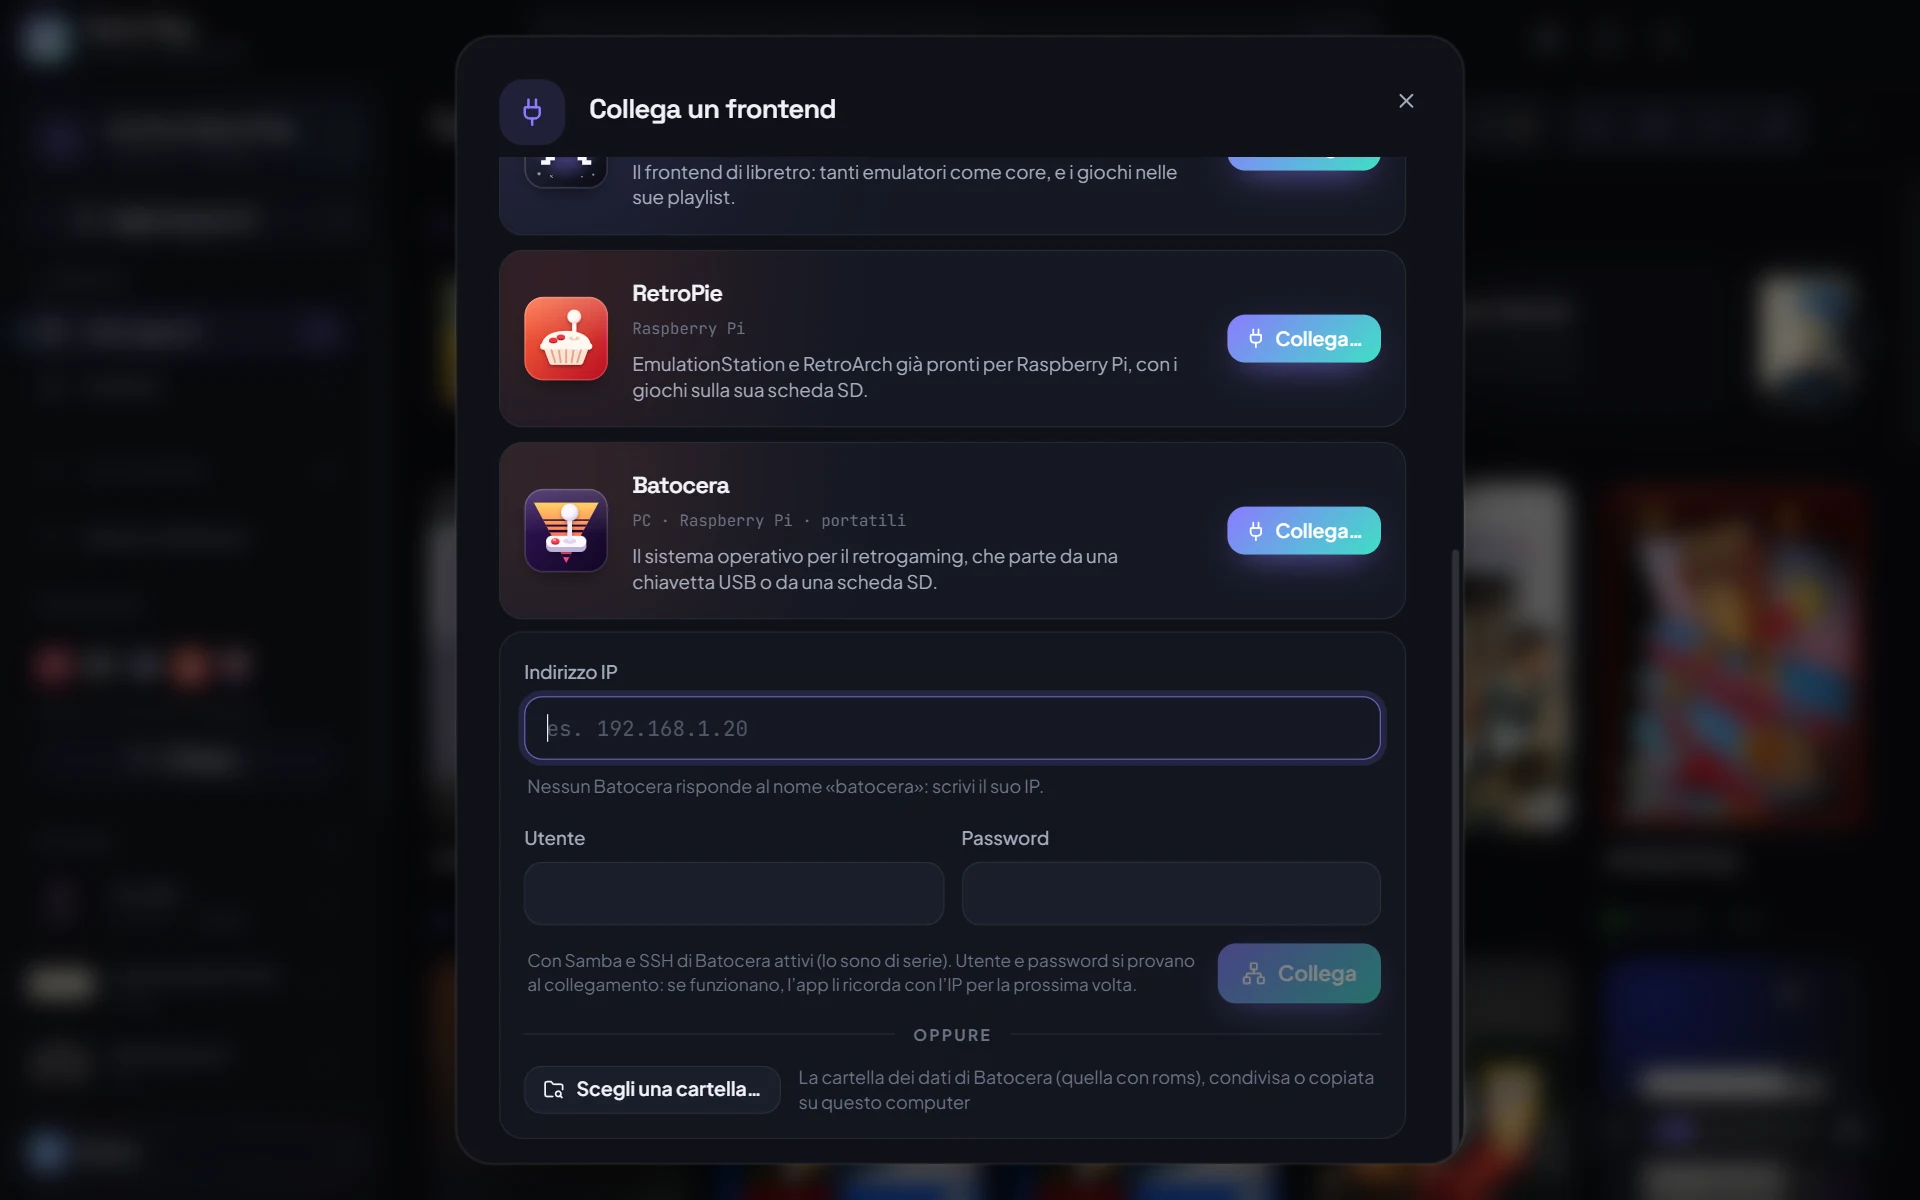 Collega un frontend
Il frontend di libretro: tanti emulatori come core, e i giochi nelle
sue playlist.
RetroPie
Raspberry Pi
EmulationStation e RetroArch già pronti per Raspberry Pi, con i
giochi sulla sua scheda SD.
Collega…
Batocera
PC · Raspberry Pi · portatili
Il sistema operativo per il retrogaming, che parte da una
chiavetta USB o da una scheda SD.
Collega…
Indirizzo IP
es. 192.168.1.20
Nessun Batocera risponde al nome «batocera»: scrivi il suo IP.
Utente
Password
Con Samba e SSH di Batocera attivi (lo sono di serie). Utente e password si provano
al collegamento: se funzionano, l'app li ricorda con l'IP per la prossima volta.
Collega
OPPURE
Scegli una cartella…
La cartella dei dati di Batocera (quella con roms), condivisa o copiata
su questo computer